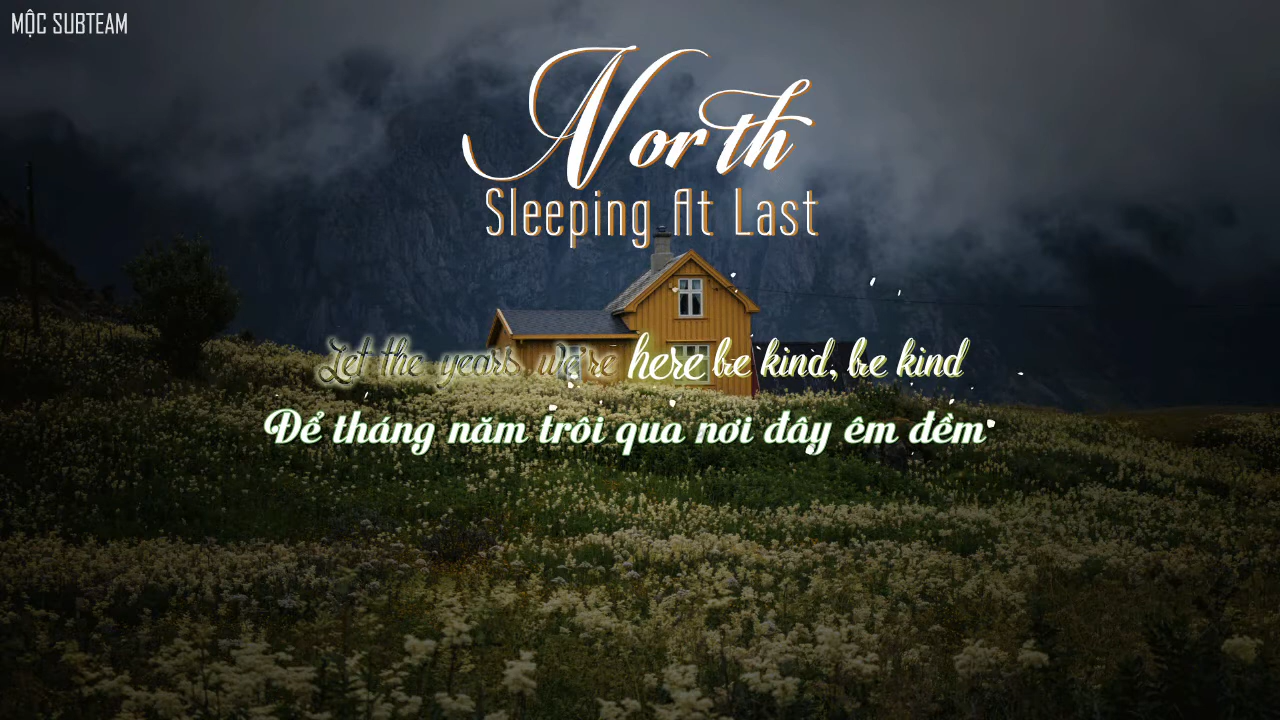 MỘC SUBTEAM
North
Sleeping At Last
Let the years we're here be kind, be kind
Để tháng năm trôi qua nơi đây êm đềm